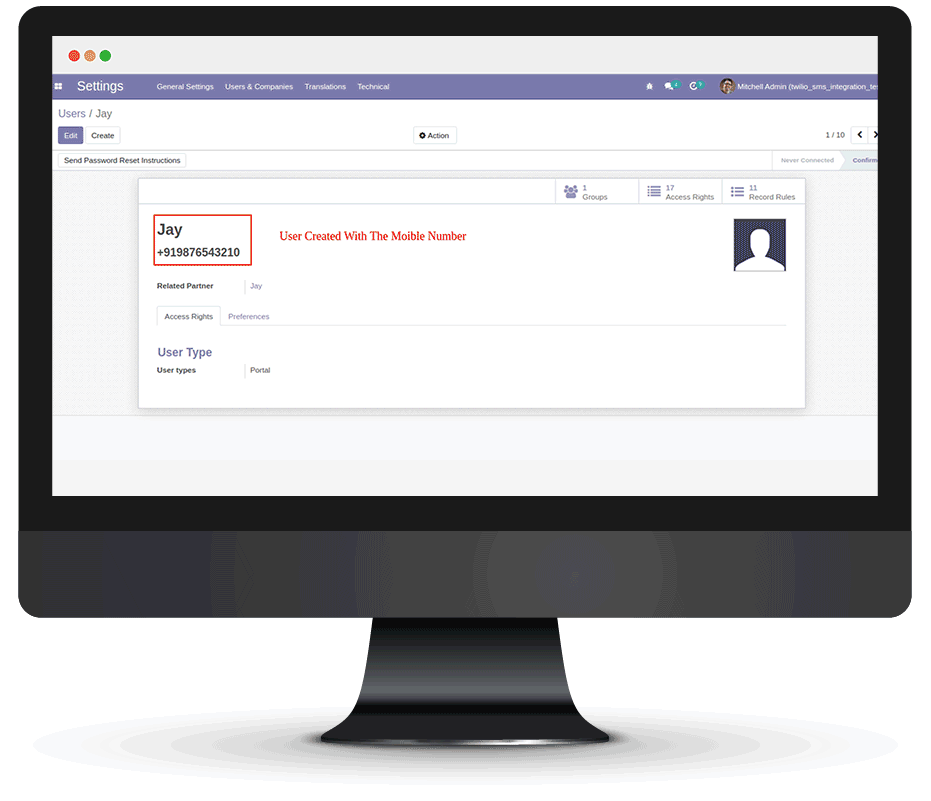 Settings General Settings Users & Companies Translations Technical Mitchell Admin (twilio_sms_integration_te
Users / Jay
Edit Create Action 1 / 10
Send Password Reset Instructions Never Connected Confirm
1 17 11
Groups Access Rights Record Rules
Jay
User Created With The Moible Number
+919876543210
Related Partner Jay
Access Rights Preferences
User Type
User types Portal